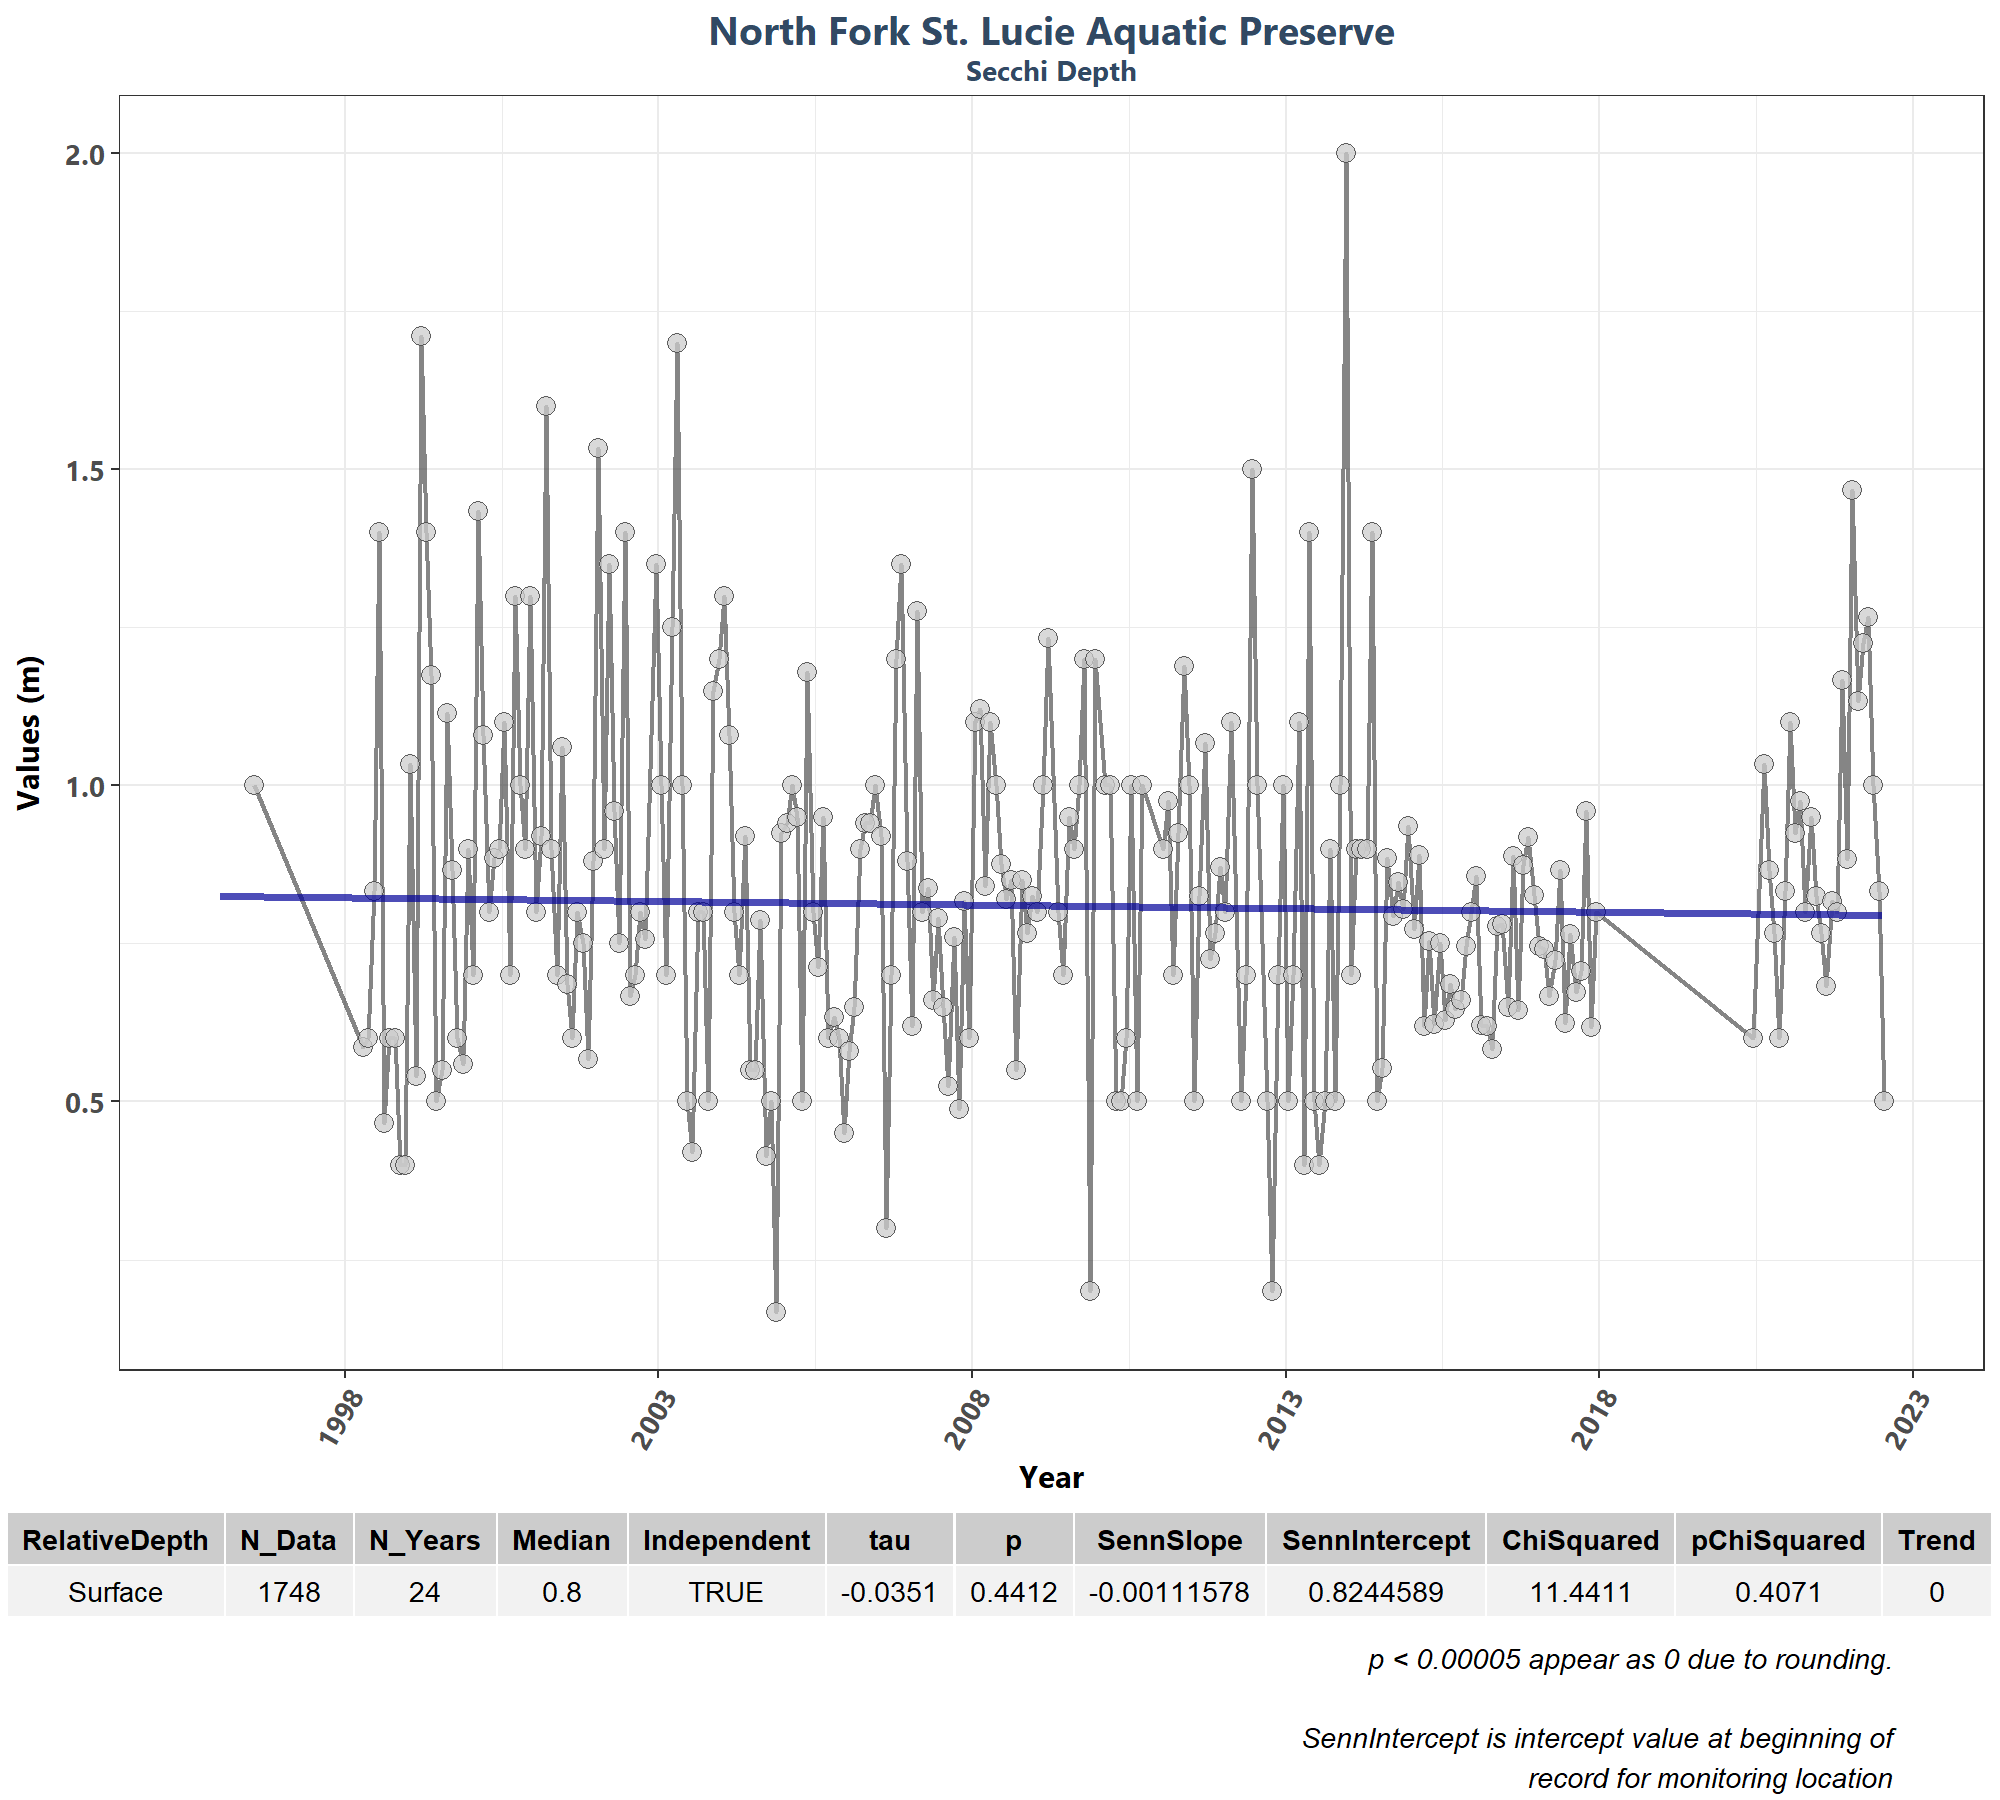 North Fork St. Lucie Aquatic Preserve
Secchi Depth
Values (m)
2.0
1.5
1.0
0.5
1998 2003 2008 2013 2018 2023
Year
RelativeDepth N_Data N_Years Median Independent tau p SennSlope SennIntercept ChiSquared pChiSquared Trend
Surface 1748 24 0.8 TRUE -0.0351 0.4412 -0.00111578 0.8244589 11.4411 0.4071 0
p < 0.00005 appear as 0 due to rounding.
SennIntercept is intercept value at beginning of
record for monitoring location